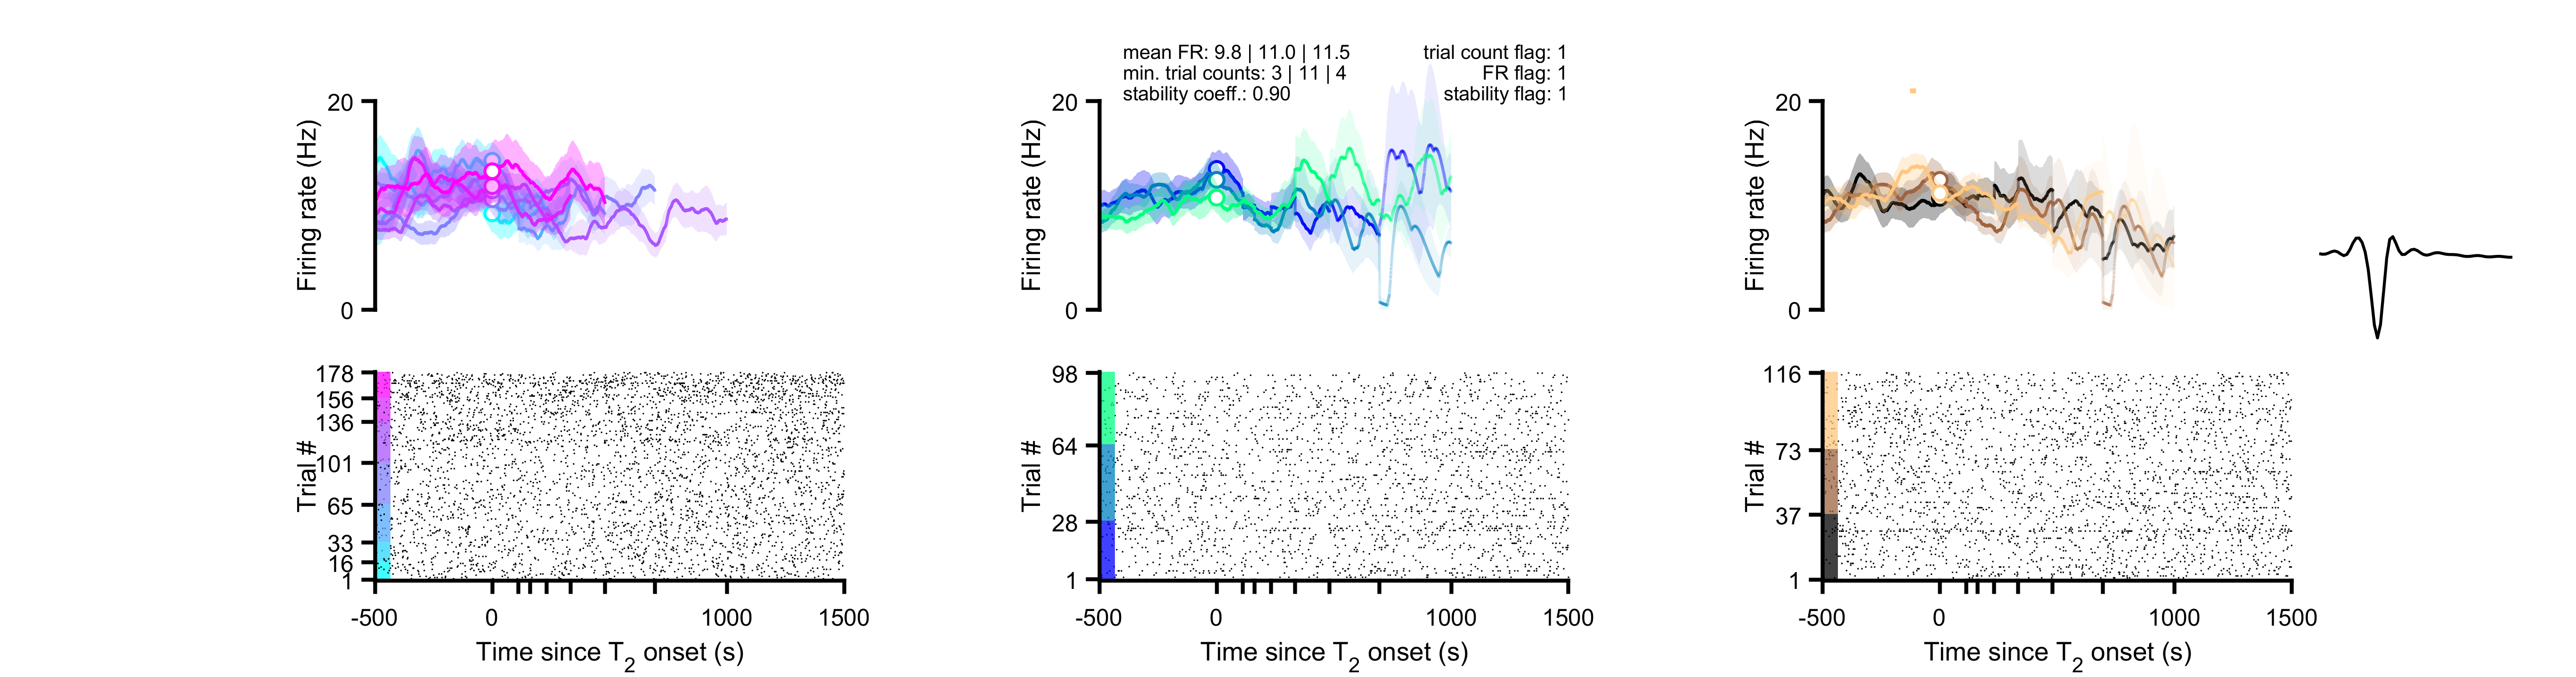 mean FR: 9.8 | 11.0 | 11.5
min. trial counts: 3 | 11 | 4
stability coeff.: 0.90
trial count flag: 1
FR flag: 1
stability flag: 1
Firing rate (Hz)
20
0
Trial #
178
156
136
101
65
33
16
1
-500
0
1000
1500
Time since T2 onset (s)
Firing rate (Hz)
20
0
Trial #
98
64
28
1
-500
0
1000
1500
Time since T2 onset (s)
Firing rate (Hz)
20
0
Trial #
116
73
37
1
-500
0
1000
1500
Time since T2 onset (s)